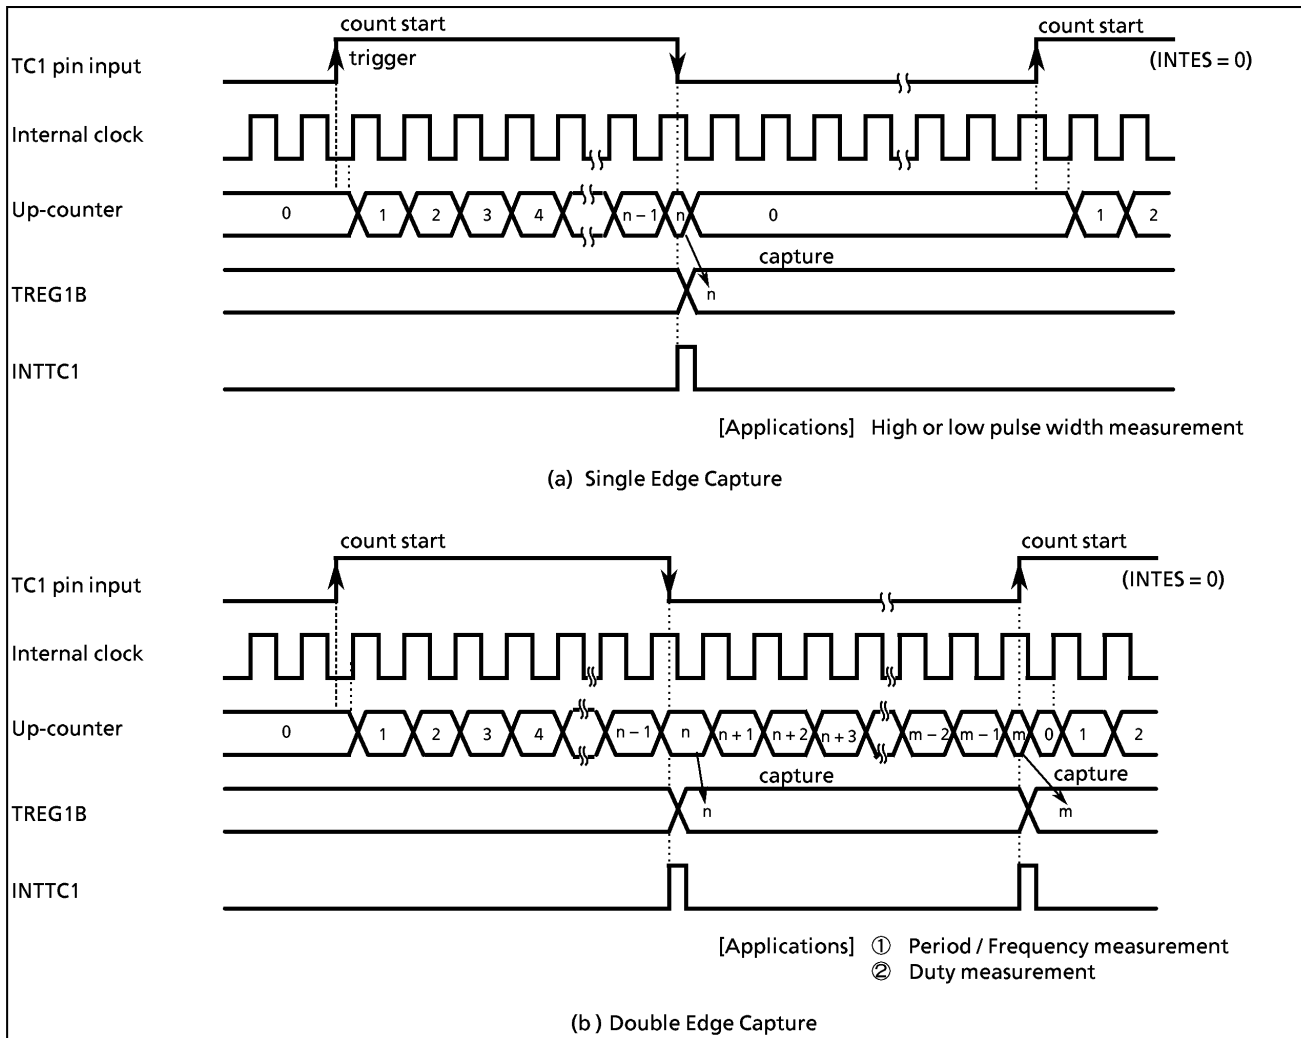 count start
count start
TC1 pin input
trigger
(INTES = 0)
Internal clock
Up-counter
0 1 2 3 4 n – 1 n 0 1 2
capture
TREG1B
n
INTTC1
[Applications] High or low pulse width measurement
(a) Single Edge Capture
count start
count start
TC1 pin input
(INTES = 0)
Internal clock
Up-counter
0 1 2 3 4 n – 1 n n + 1 n + 2 n + 3 m – 2 m – 1 m 0 1 2
capture
capture
TREG1B
n
m
INTTC1
[Applications] ① Period / Frequency measurement
② Duty measurement
(b ) Double Edge Capture